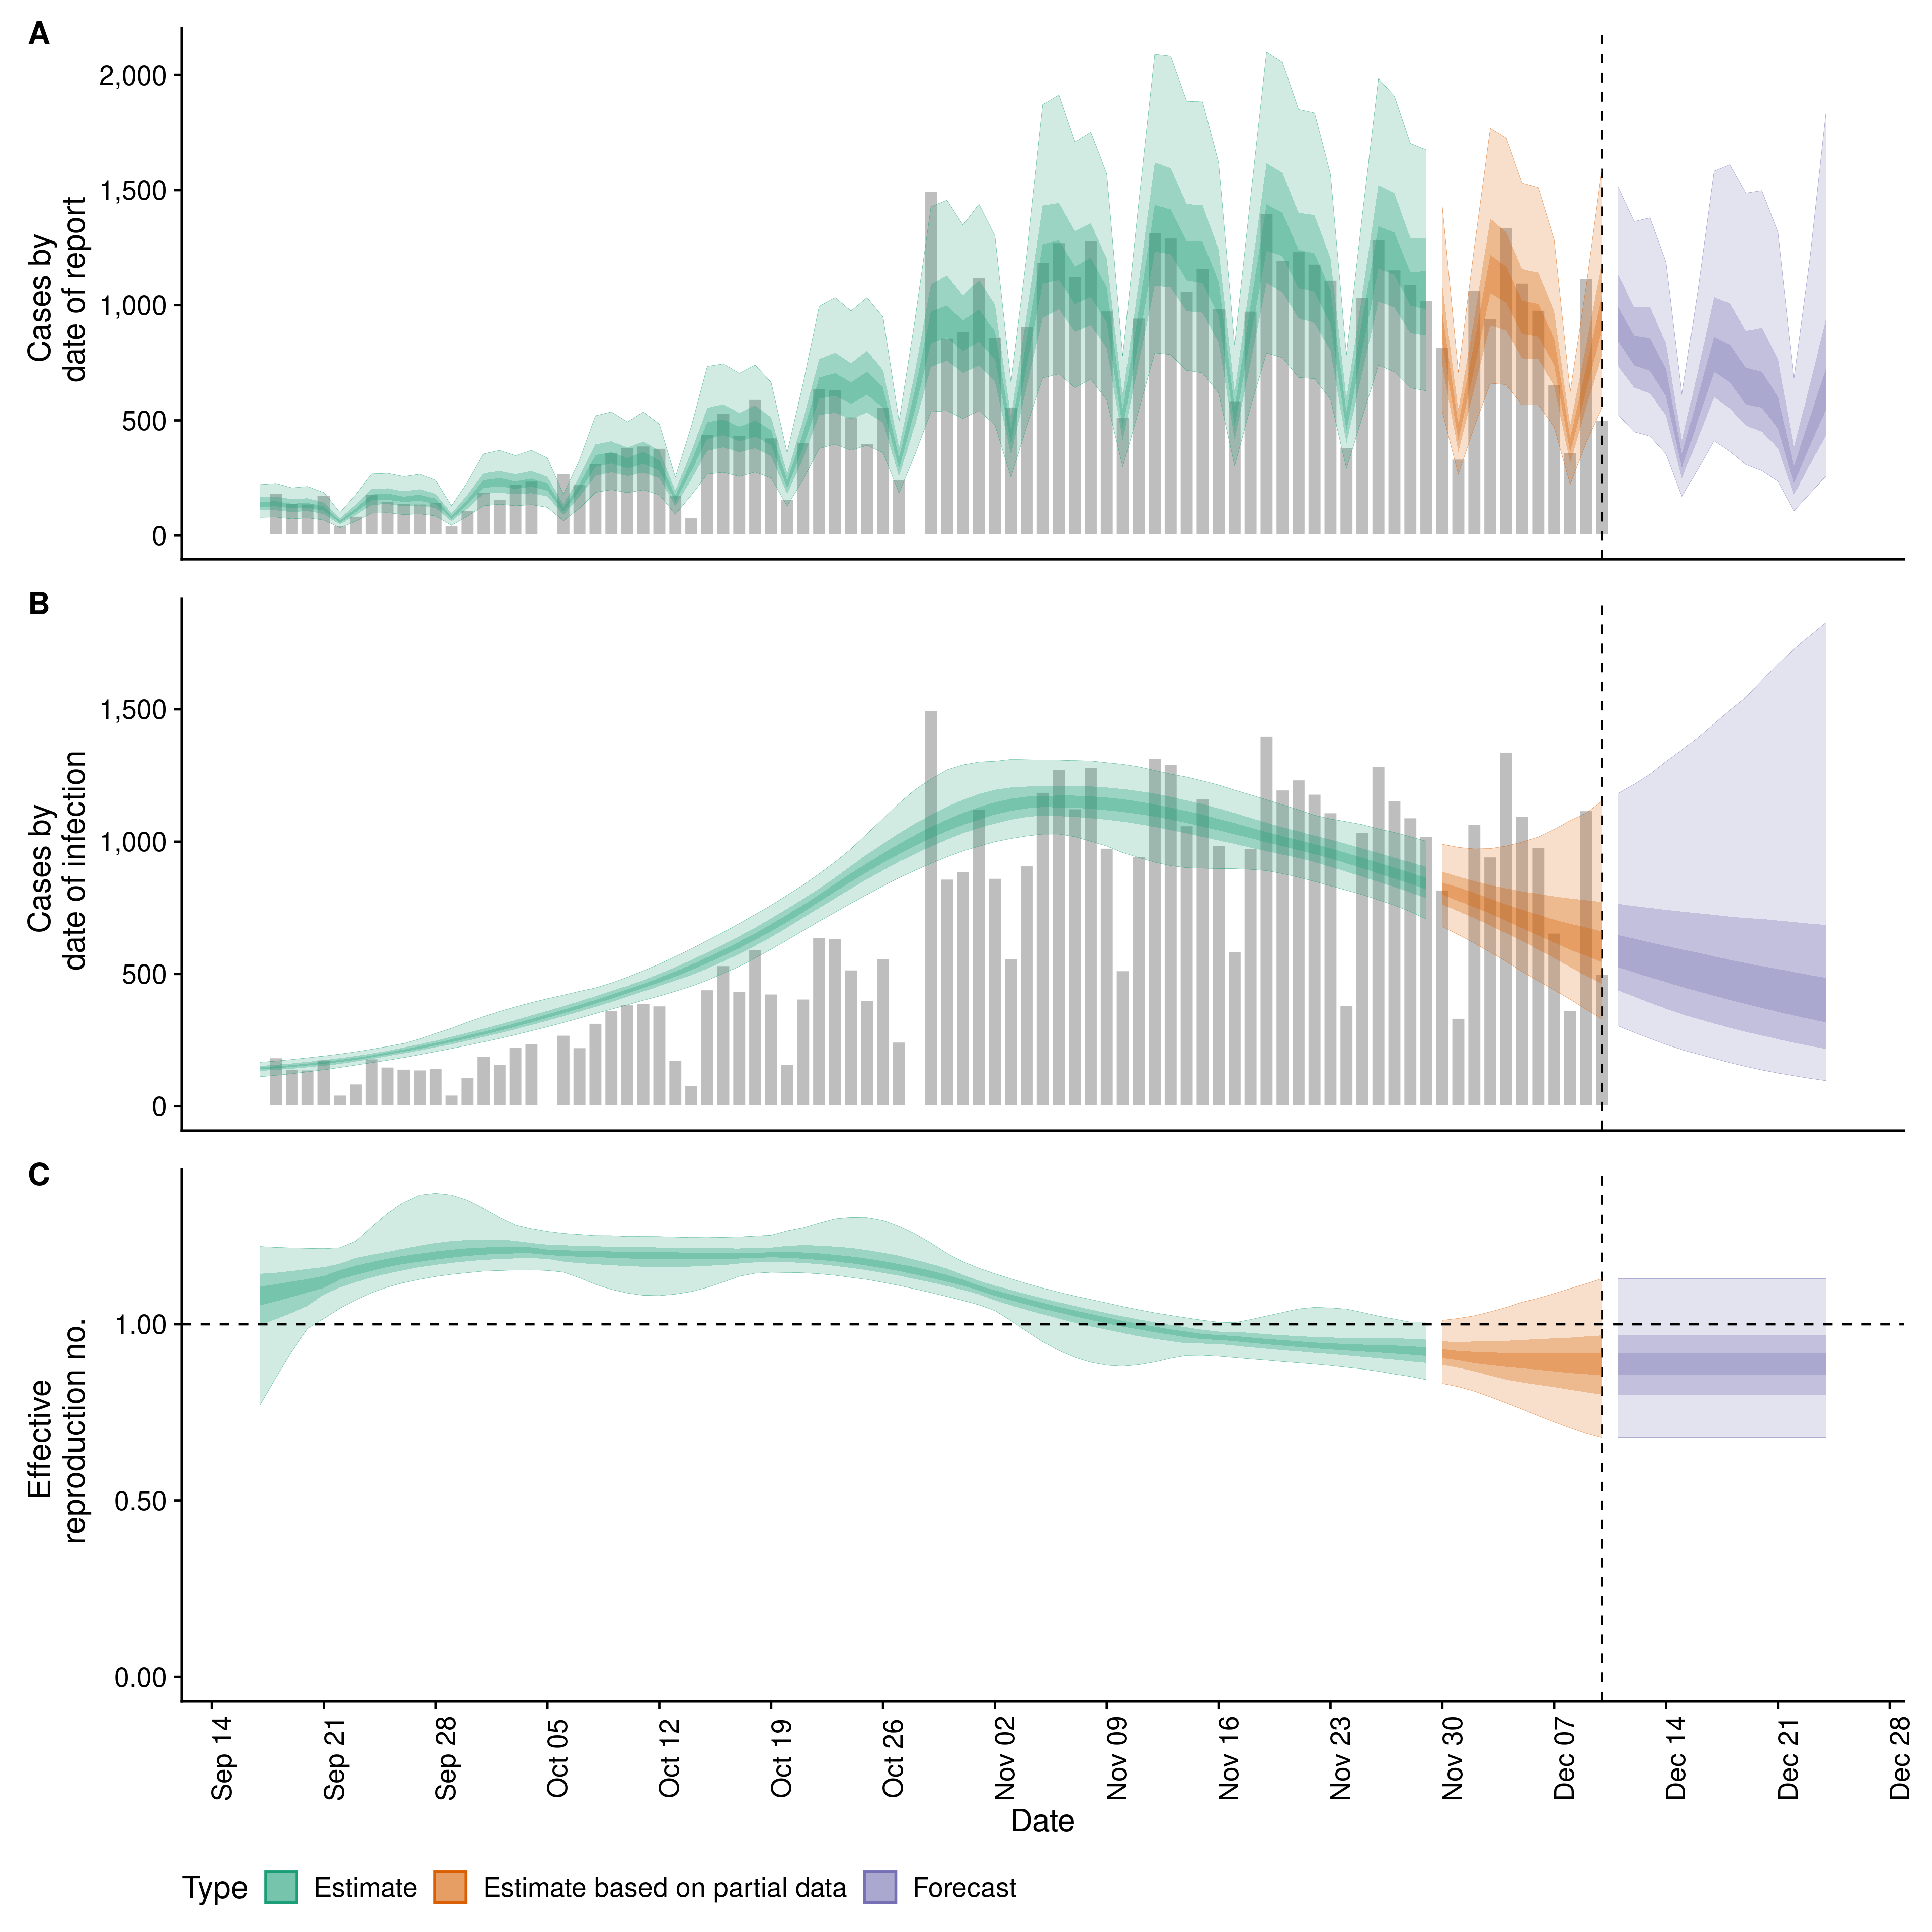 A
Cases by
date of report
2,000
1,500
1,000
500
0
B
Cases by
date of infection
1,500
1,000
500
0
C
Effective
reproduction no.
1.00
0.50
0.00
Sep 14
Sep 21
Sep 28
Oct 05
Oct 12
Oct 19
Oct 26
Nov 02
Nov 09
Nov 16
Nov 23
Nov 30
Dec 07
Dec 14
Dec 21
Dec 28
Date
Type Estimate Estimate based on partial data Forecast